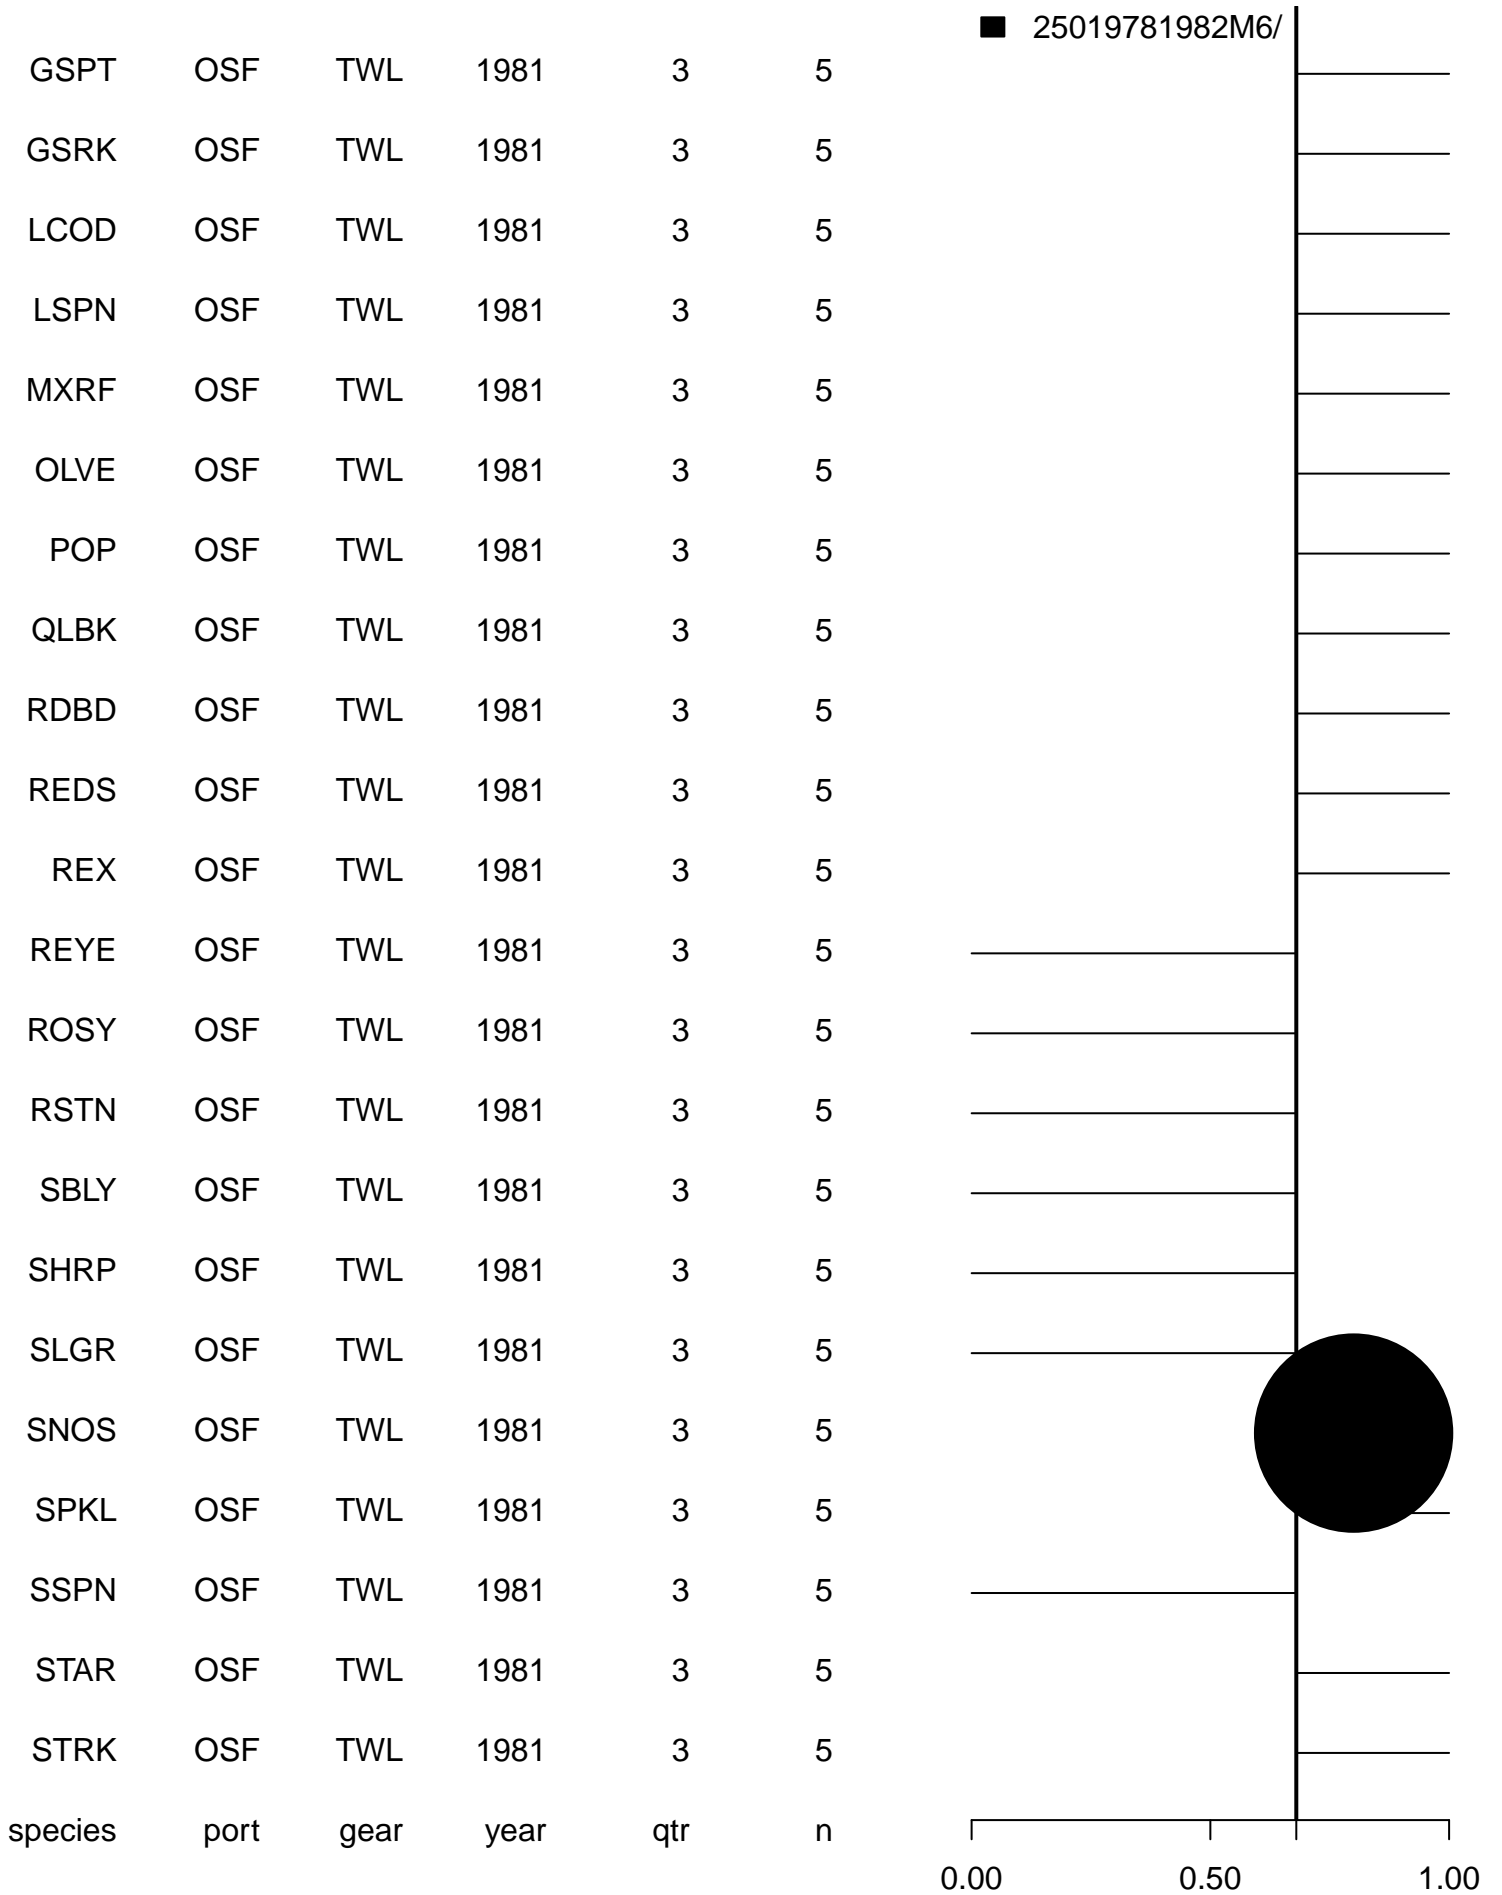 25019781982M6/
GSPT OSF TWL 1981 3 5
GSRK OSF TWL 1981 3 5
LCOD OSF TWL 1981 3 5
LSPN OSF TWL 1981 3 5
MXRF OSF TWL 1981 3 5
OLVE OSF TWL 1981 3 5
POP OSF TWL 1981 3 5
QLBK OSF TWL 1981 3 5
RDBD OSF TWL 1981 3 5
REDS OSF TWL 1981 3 5
REX OSF TWL 1981 3 5
REYE OSF TWL 1981 3 5
ROSY OSF TWL 1981 3 5
RSTN OSF TWL 1981 3 5
SBLY OSF TWL 1981 3 5
SHRP OSF TWL 1981 3 5
SLGR OSF TWL 1981 3 5
SNOS OSF TWL 1981 3 5
SPKL OSF TWL 1981 3 5
SSPN OSF TWL 1981 3 5
STAR OSF TWL 1981 3 5
STRK OSF TWL 1981 3 5
species port gear year qtr n
0.00 0.50 1.00